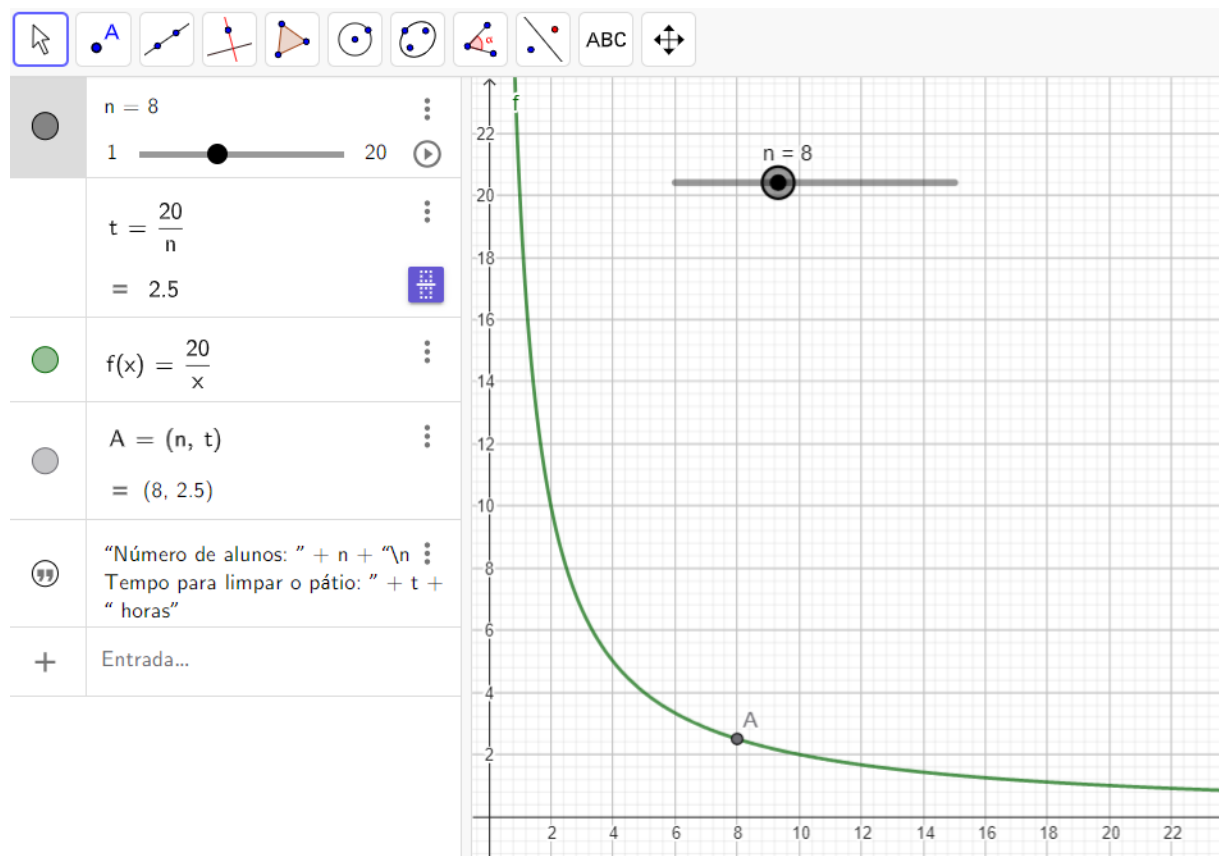 A
α
ABC
n = 8
1
20
t = 20/n
= 2.5
f(x) = 20/x
A = (n, t)
= (8, 2.5)
“Número de alunos: ” + n + “\n
Tempo para limpar o pátio: ” + t +
“ horas”
+
Entrada...
f
n = 8
22
20
18
16
14
12
10
8
6
4
2
A
2 4 6 8 10 12 14 16 18 20 22